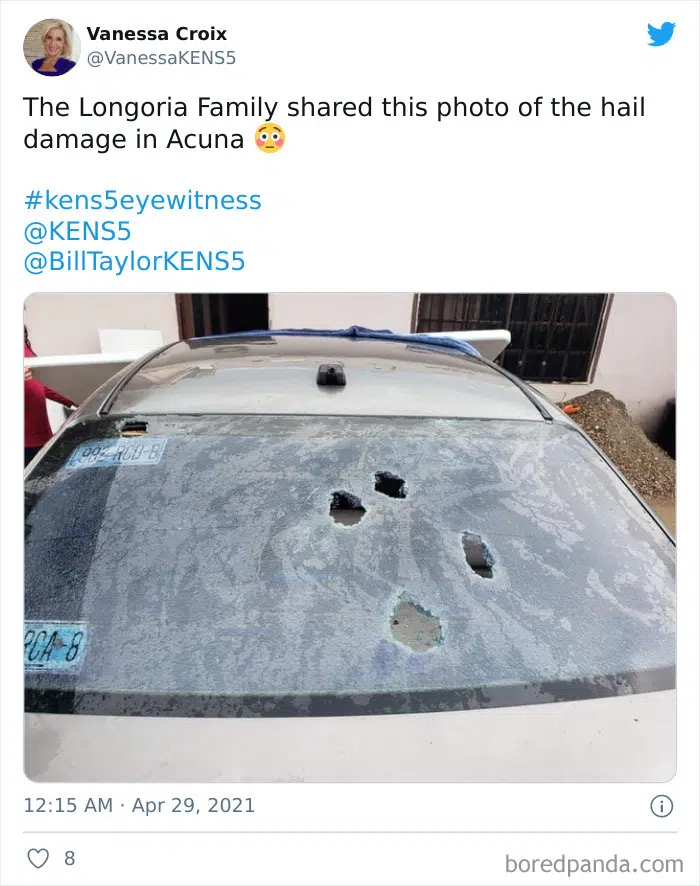 Vanessa Croix
@VanessaKENS5
The Longoria Family shared this photo of the hail
damage in Acuna 😳
#kens5eyewitness
@KENS5
@BillTaylorKENS5
12:15 AM · Apr 29, 2021
8
boredpanda.com